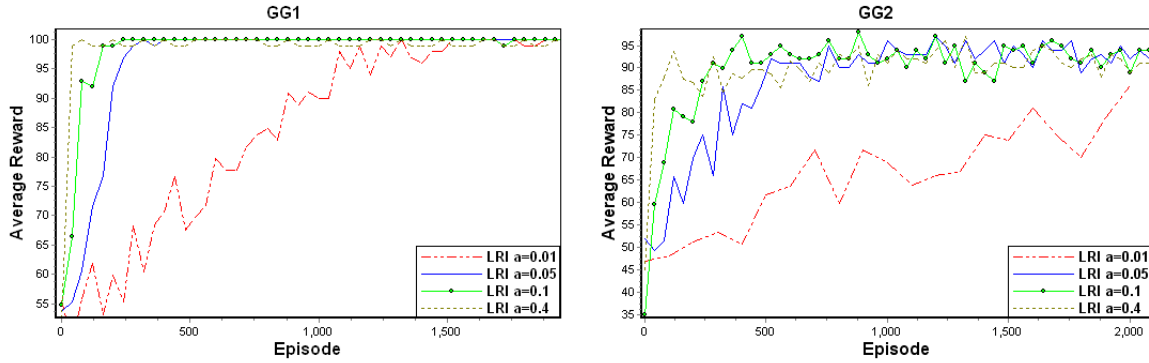 GG1
Average Reward
100
95
90
85
80
75
70
65
60
55
0
500
1,000
1,500
Episode
LRI a=0.01
LRI a=0.05
LRI a=0.1
LRI a=0.4
GG2
Average Reward
95
90
85
80
75
70
65
60
55
50
45
40
35
0
500
1,000
1,500
2,000
Episode
LRI a=0.01
LRI a=0.05
LRI a=0.1
LRI a=0.4